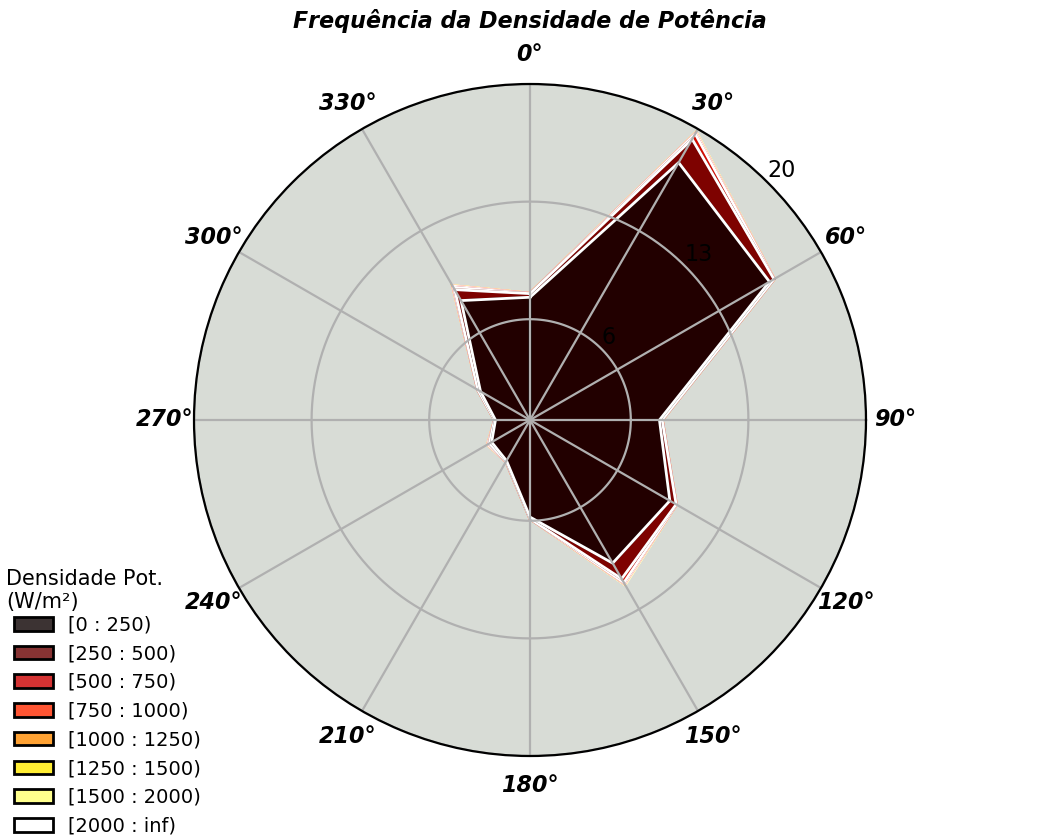 Frequência da Densidade de Potência
0°
330°
30°
20
300°
60°
13
6
270°
90°
240°
120°
210°
150°
180°
Densidade Pot.
(W/m²)
[0 : 250)
[250 : 500)
[500 : 750)
[750 : 1000)
[1000 : 1250)
[1250 : 1500)
[1500 : 2000)
[2000 : inf)